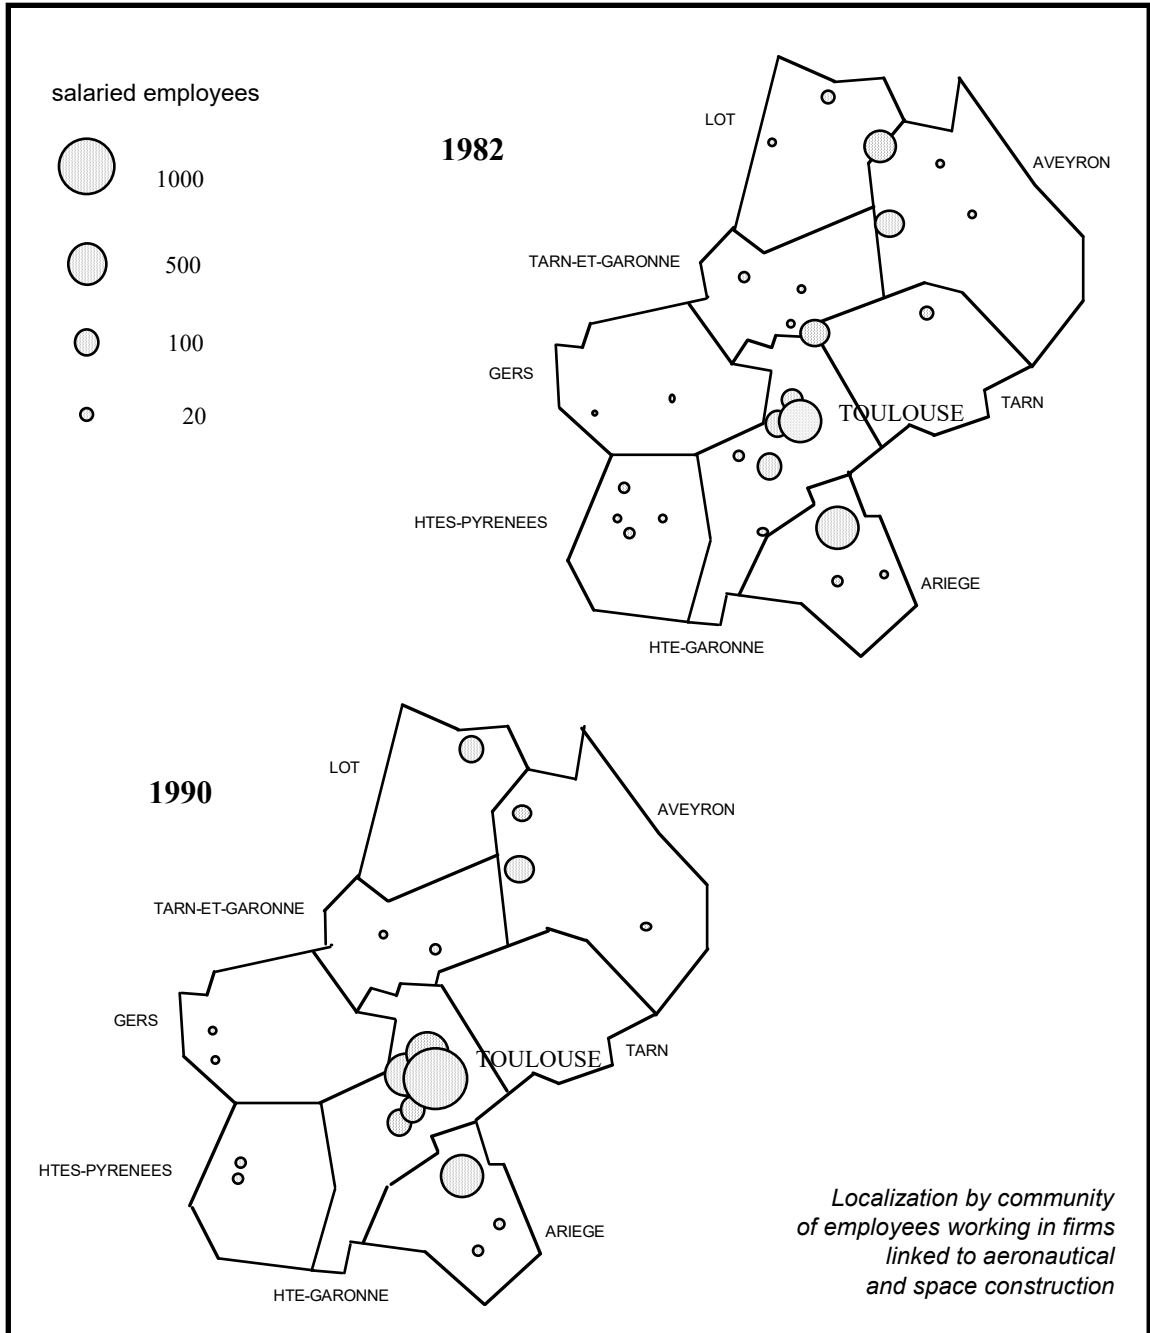 salaried employees
1000
500
100
20
1982
LOT
AVEYRON
TARN-ET-GARONNE
GERS
TOULOUSE
TARN
HTES-PYRENEES
ARIEGE
HTE-GARONNE
1990
LOT
AVEYRON
TARN-ET-GARONNE
GERS
TOULOUSE
TARN
HTES-PYRENEES
ARIEGE
HTE-GARONNE
Localization by community
of employees working in firms
linked to aeronautical
and space construction